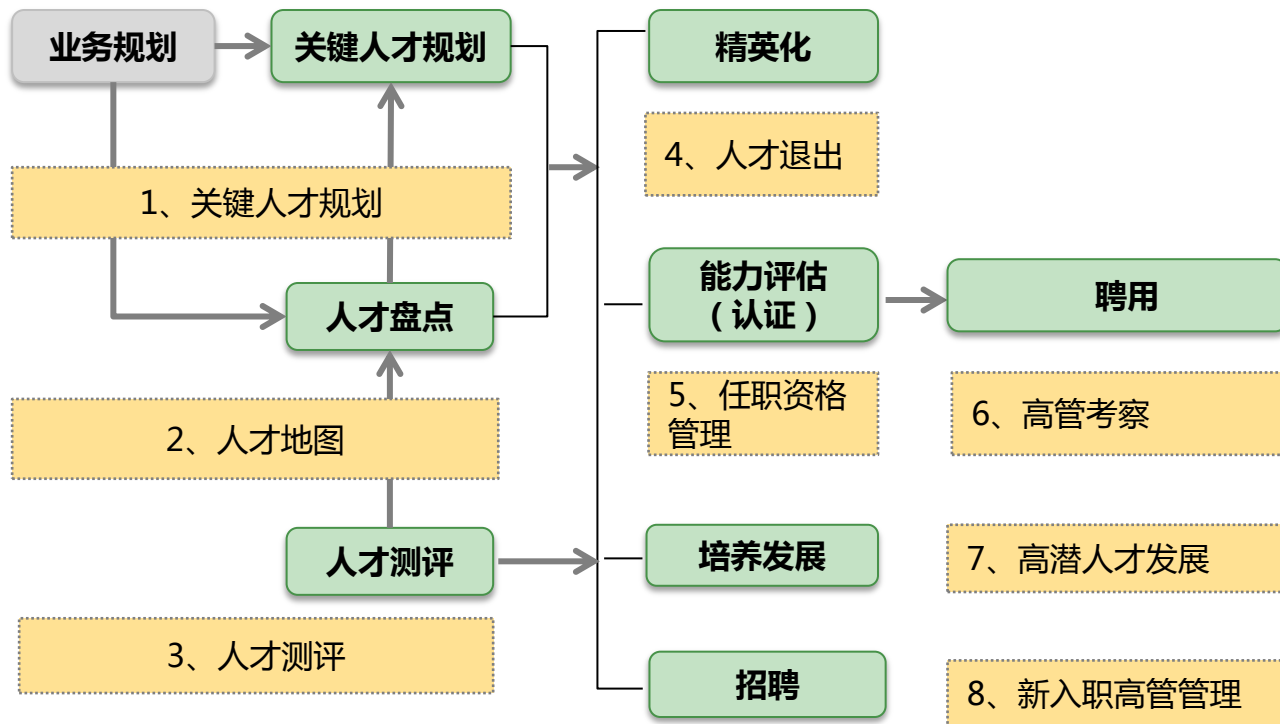 业务规划
关键人才规划
精英化
4、人才退出
1、关键人才规划
能力评估
（认证）
聘用
人才盘点
5、任职资格
管理
6、高管考察
2、人才地图
人才测评
培养发展
7、高潜人才发展
3、人才测评
招聘
8、新入职高管管理